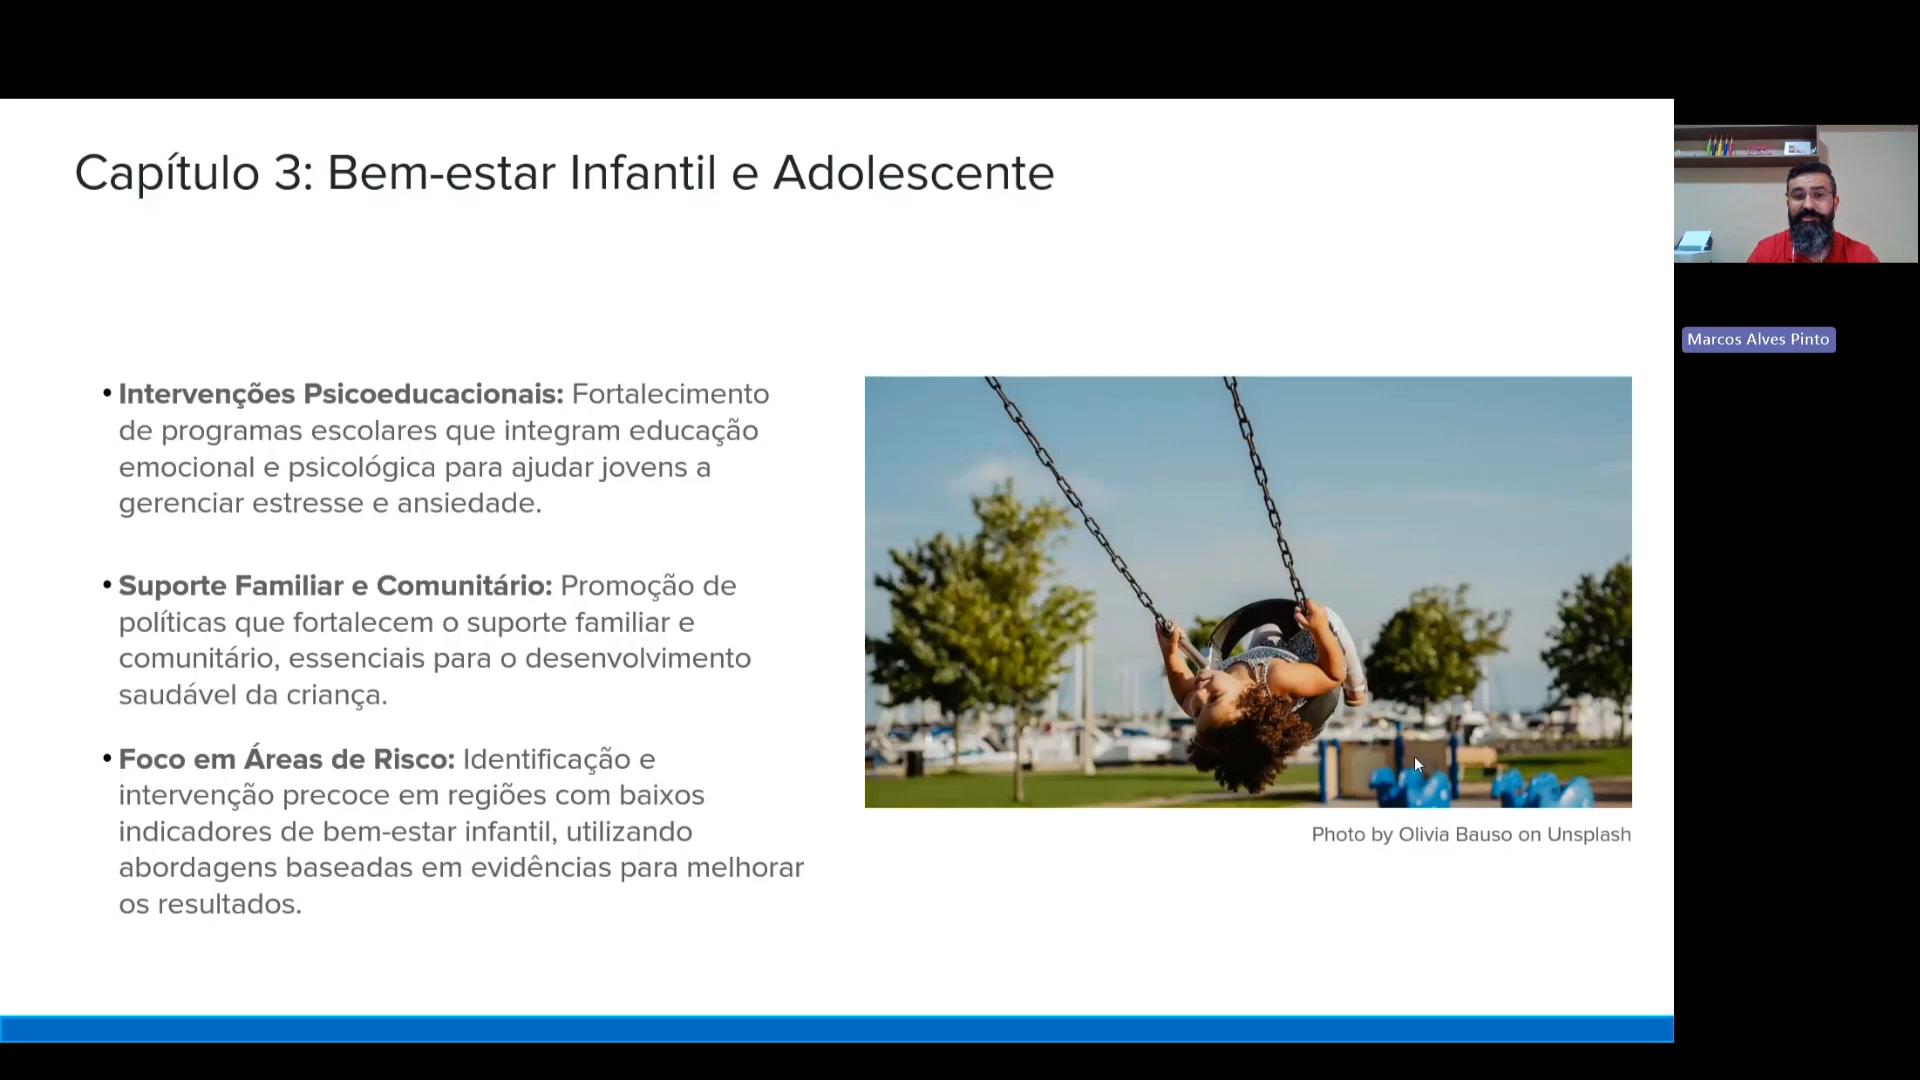 Capítulo 3: Bem-estar Infantil e Adolescente
• Intervenções Psicoeducacionais: Fortalecimento
de programas escolares que integram educação
emocional e psicológica para ajudar jovens a
gerenciar estresse e ansiedade.
• Suporte Familiar e Comunitário: Promoção de
políticas que fortalecem o suporte familiar e
comunitário, essenciais para o desenvolvimento
saudável da criança.
• Foco em Áreas de Risco: Identificação e
intervenção precoce em regiões com baixos
indicadores de bem-estar infantil, utilizando
abordagens baseadas em evidências para melhorar
os resultados.
Photo by Olivia Bauso on Unsplash
Marcos Alves Pinto